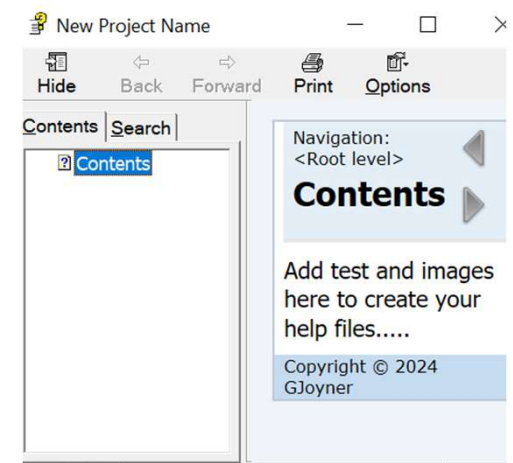 New Project Name
Hide Back Forward Print Options
Contents Search
Contents
Navigation:
<Root level>
Contents
Add test and images
here to create your
help files.....
Copyright © 2024
GJoyner